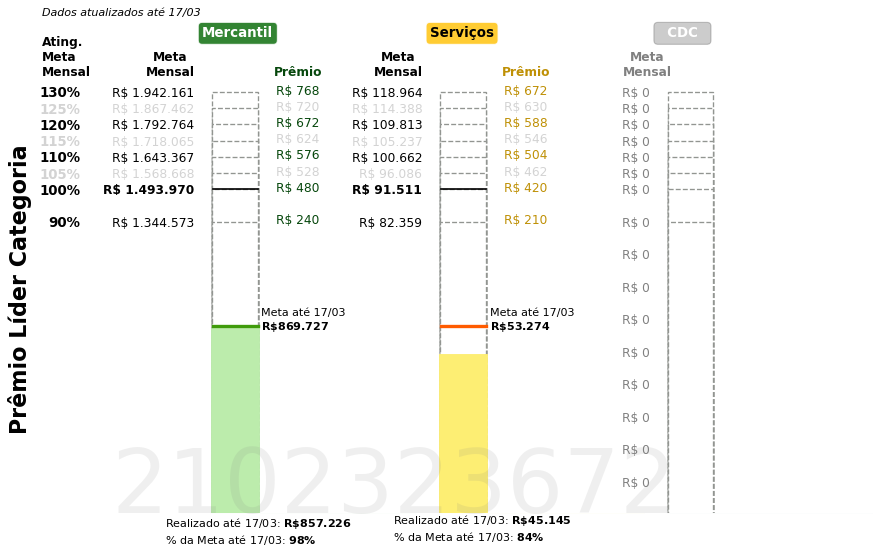 Dados atualizados até 17/03
Mercantil Serviços CDC
Ating. Meta Mensal Meta Mensal Prêmio Meta Mensal Prêmio Meta Mensal
130% R$ 1.942.161 R$ 768 R$ 118.964 R$ 672 R$ 0
125% R$ 1.867.462 R$ 720 R$ 114.388 R$ 630 R$ 0
120% R$ 1.792.764 R$ 672 R$ 109.813 R$ 588 R$ 0
115% R$ 1.718.065 R$ 624 R$ 105.237 R$ 546 R$ 0
110% R$ 1.643.367 R$ 576 R$ 100.662 R$ 504 R$ 0
105% R$ 1.568.668 R$ 528 R$ 96.086 R$ 462 R$ 0
100% R$ 1.493.970 R$ 480 R$ 91.511 R$ 420 R$ 0
90% R$ 1.344.573 R$ 240 R$ 82.359 R$ 210 R$ 0
R$ 0
R$ 0
R$ 0
R$ 0
R$ 0
R$ 0
R$ 0
R$ 0
Meta até 17/03 Meta até 17/03
R$869.727 R$53.274
Prêmio Líder Categoria
2102323672
Realizado até 17/03: R$857.226 Realizado até 17/03: R$45.145
% da Meta até 17/03: 98% % da Meta até 17/03: 84%